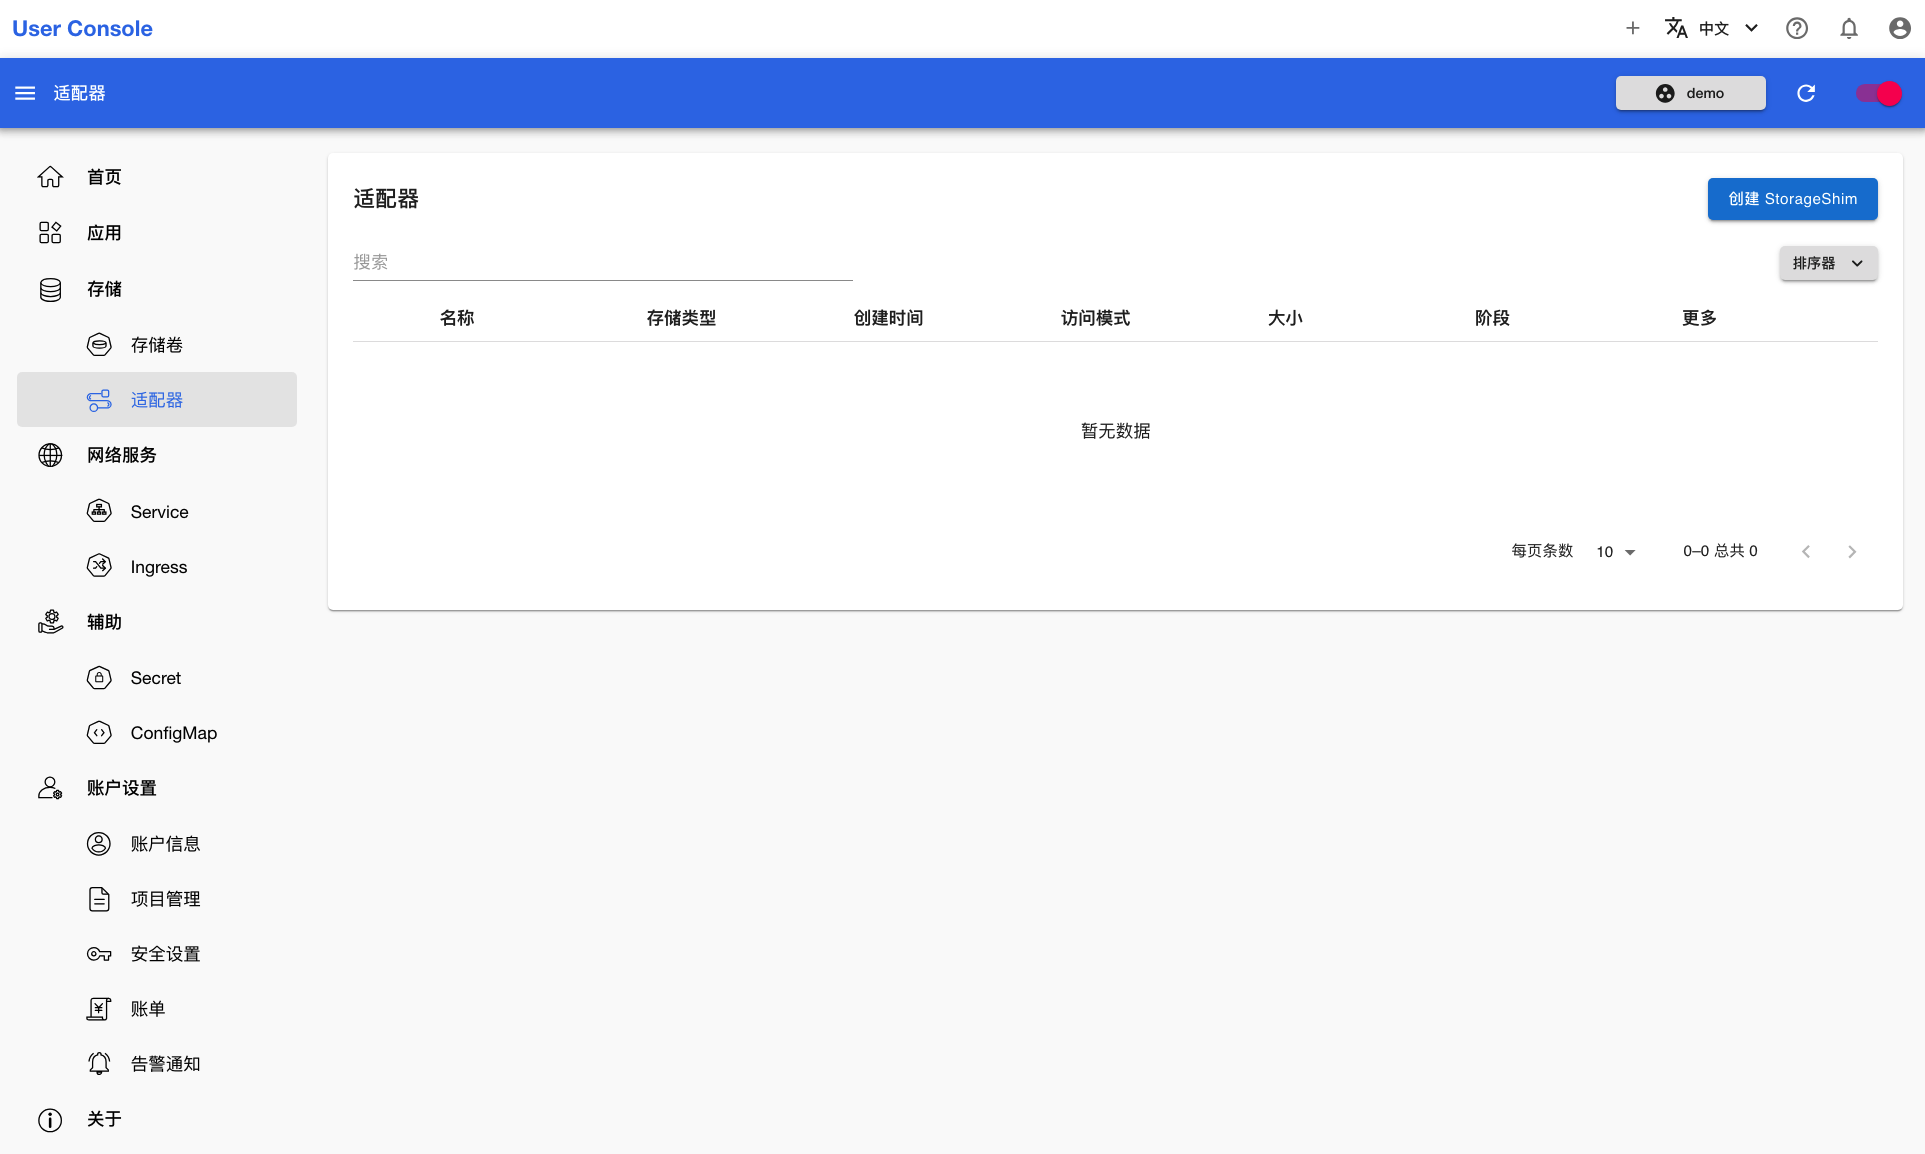 User Console
中文
适配器
demo
首页
应用
存储
存储卷
适配器
网络服务
Service
Ingress
辅助
Secret
ConfigMap
账户设置
账户信息
项目管理
安全设置
账单
告警通知
关于
适配器
创建 StorageShim
搜索
排序器
名称 存储类型 创建时间 访问模式 大小 阶段 更多
暂无数据
每页条数 10 0–0 总共 0